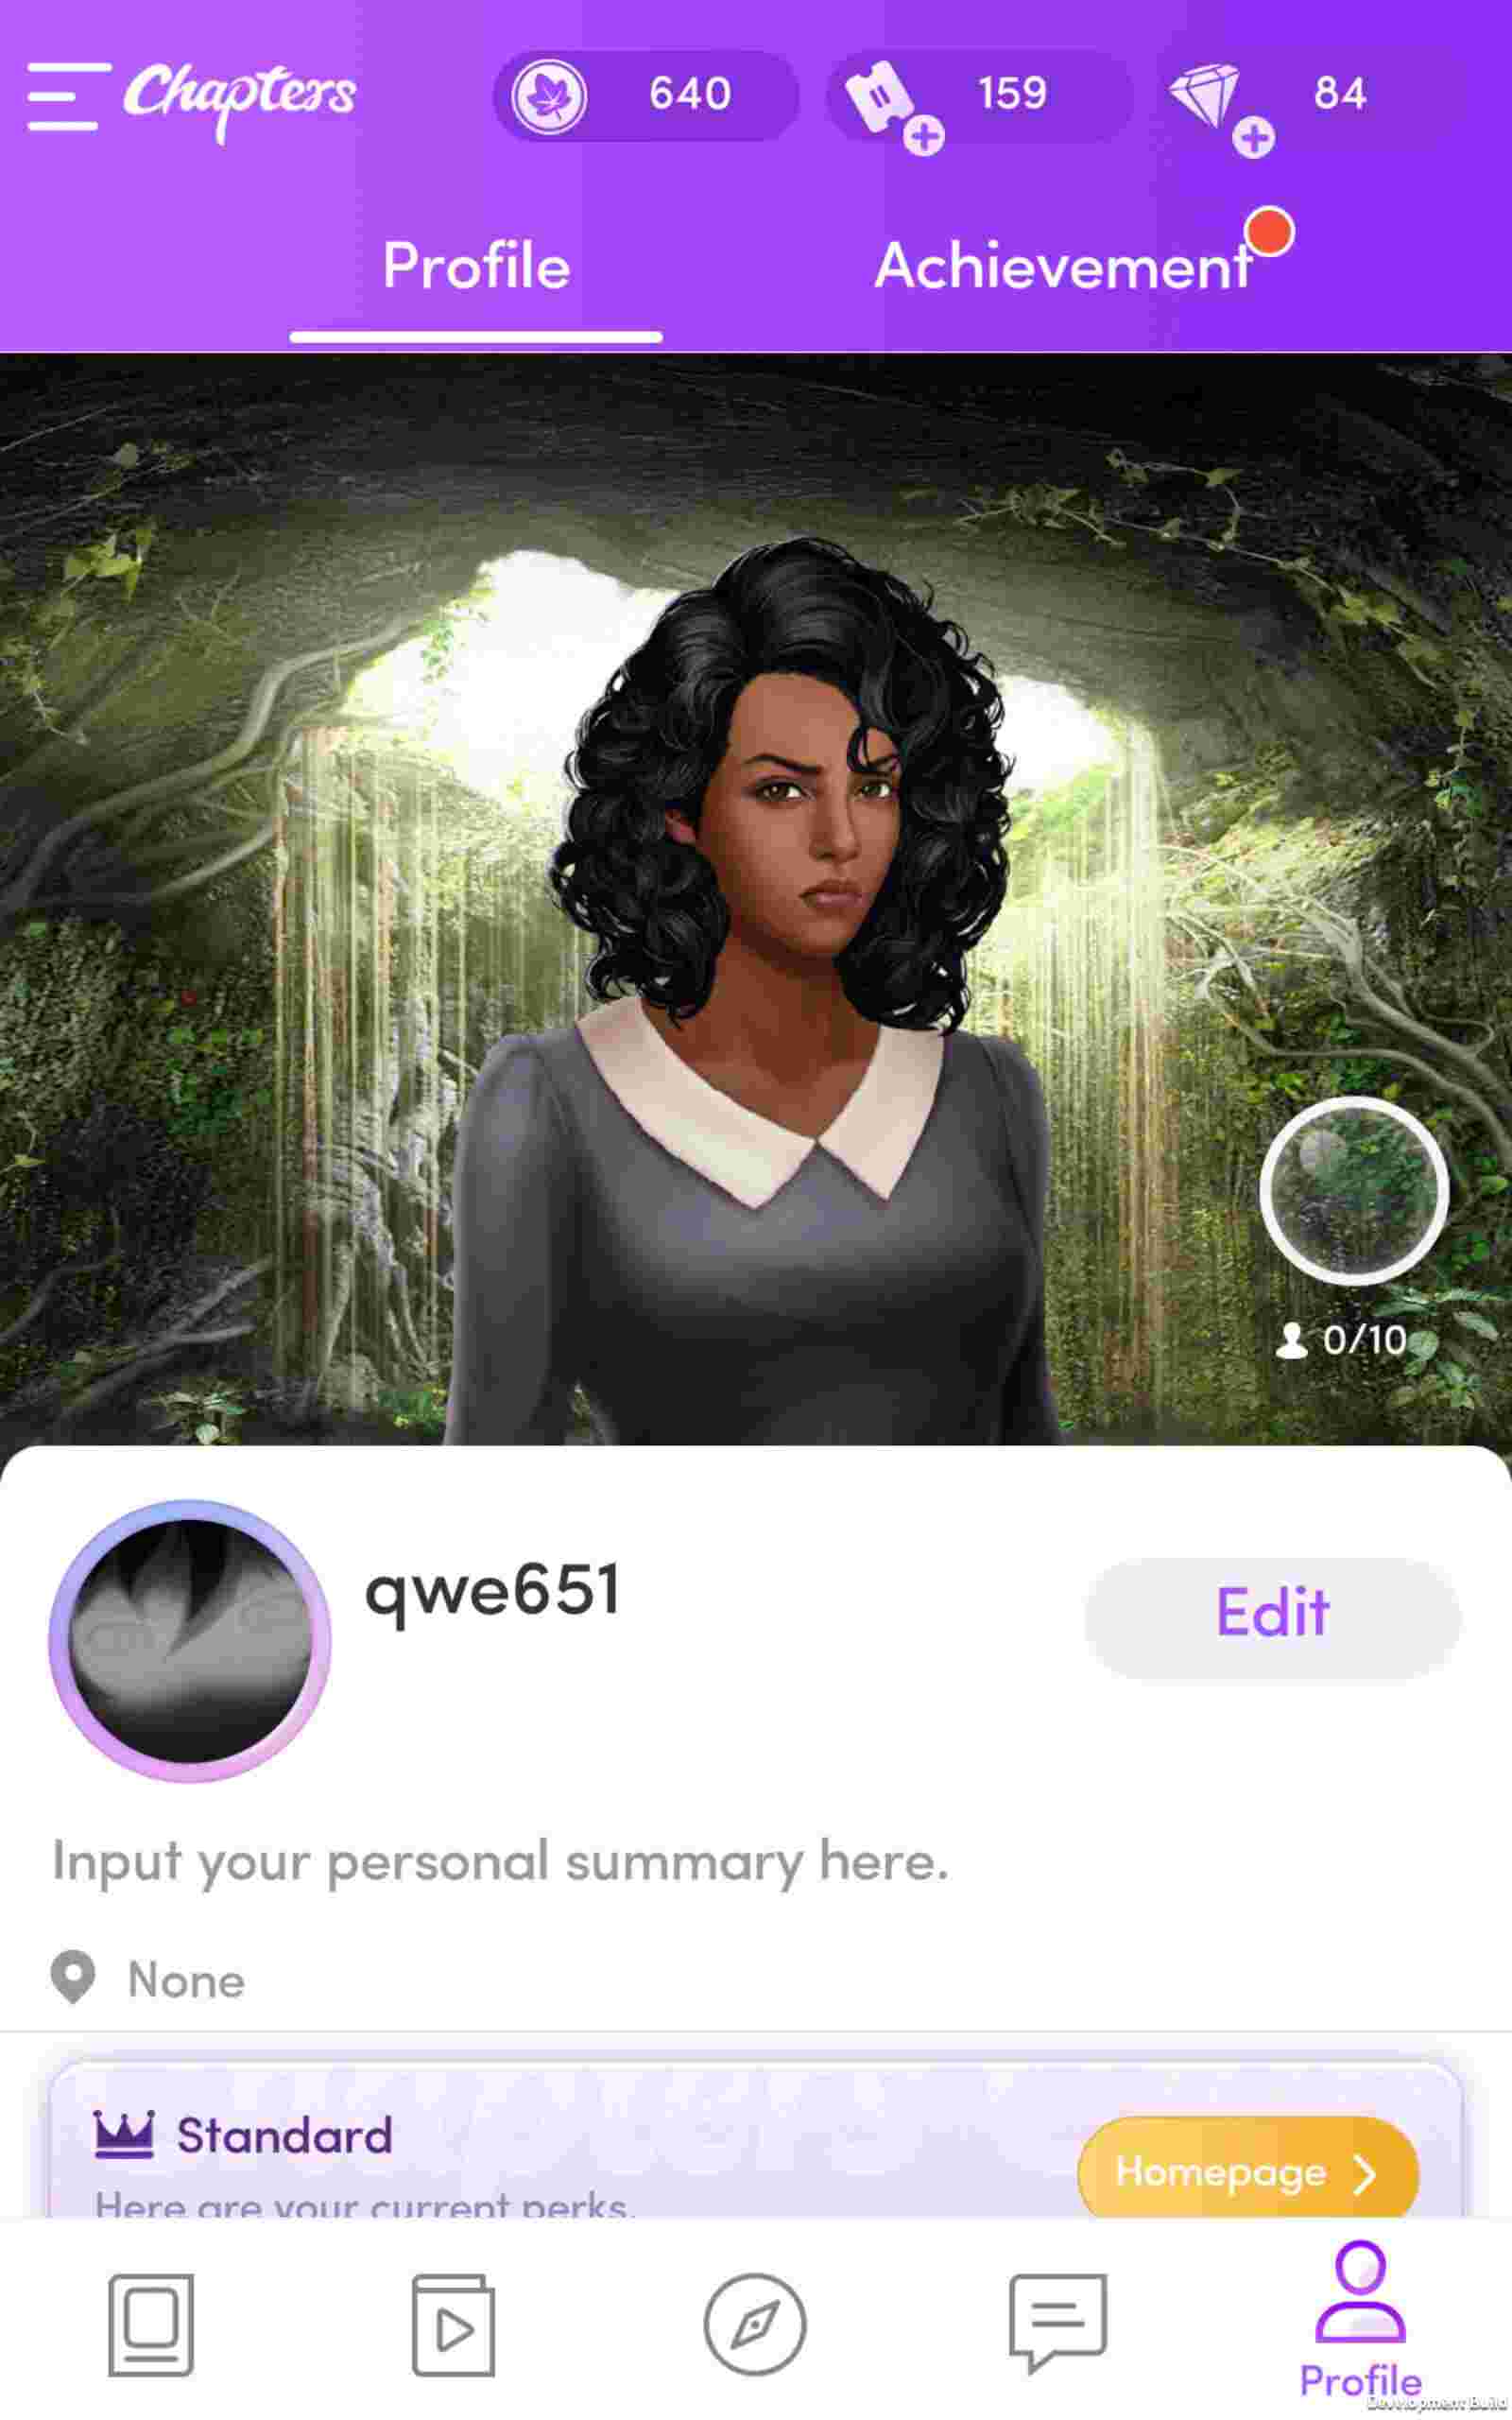 Chapters 640 159 84
Profile Achievement
0/10
qwe651
Edit
Input your personal summary here.
None
Standard
Homepage
Here are your current perks.
Profile
Development Build